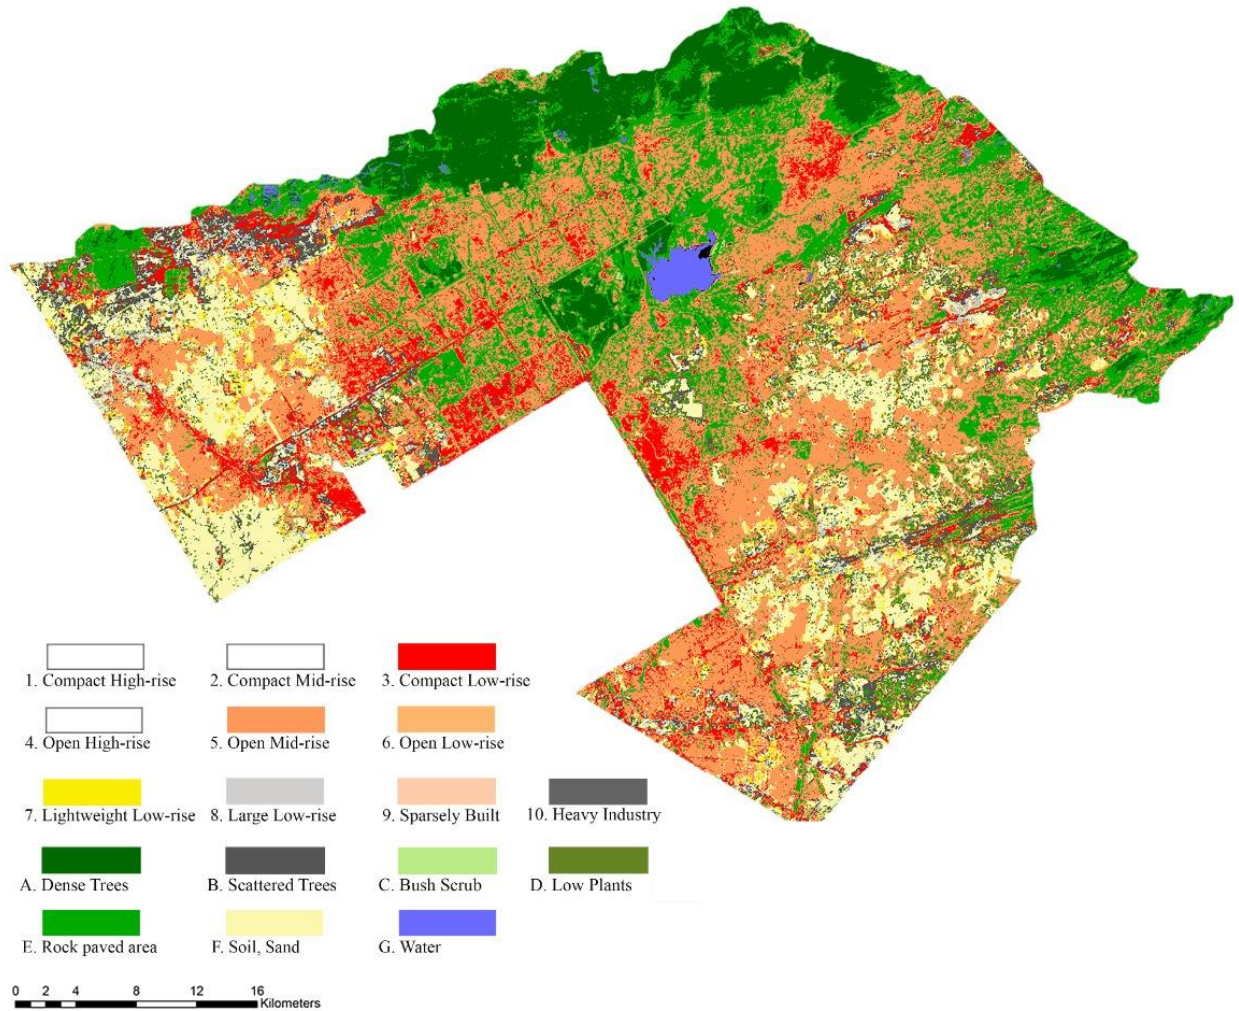 1. Compact High-rise 2. Compact Mid-rise 3. Compact Low-rise
4. Open High-rise 5. Open Mid-rise 6. Open Low-rise
7. Lightweight Low-rise 8. Large Low-rise 9. Sparsely Built 10. Heavy Industry
A. Dense Trees B. Scattered Trees C. Bush Scrub D. Low Plants
E. Rock paved area F. Soil, Sand G. Water
0 2 4 8 12 16
Kilometers